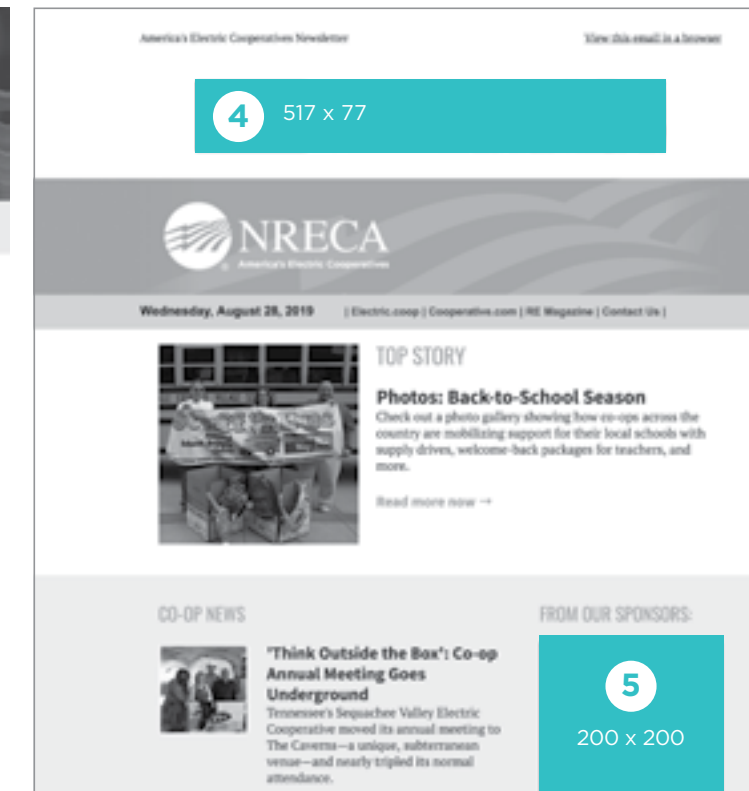 America's Electric Cooperatives Newsletter
View this email in a browser
4 517 x 77
NRECA
America's Electric Cooperatives
Wednesday, August 28, 2019 | Electric.coop | Cooperative.com | RE Magazine | Contact Us |
TOP STORY
Photos: Back-to-School Season
Check out a photo gallery showing how co-ops across the
country are mobilizing support for their local schools with
supply drives, welcome-back packages for teachers, and
more.
Read more now →
CO-OP NEWS
'Think Outside the Box': Co-op
Annual Meeting Goes
Underground
Tennessee's Sequachee Valley Electric
Cooperative moved its annual meeting to
The Caverns—a unique, subterranean
venue—and nearly tripled its normal
attendance.
FROM OUR SPONSORS:
5
200 x 200